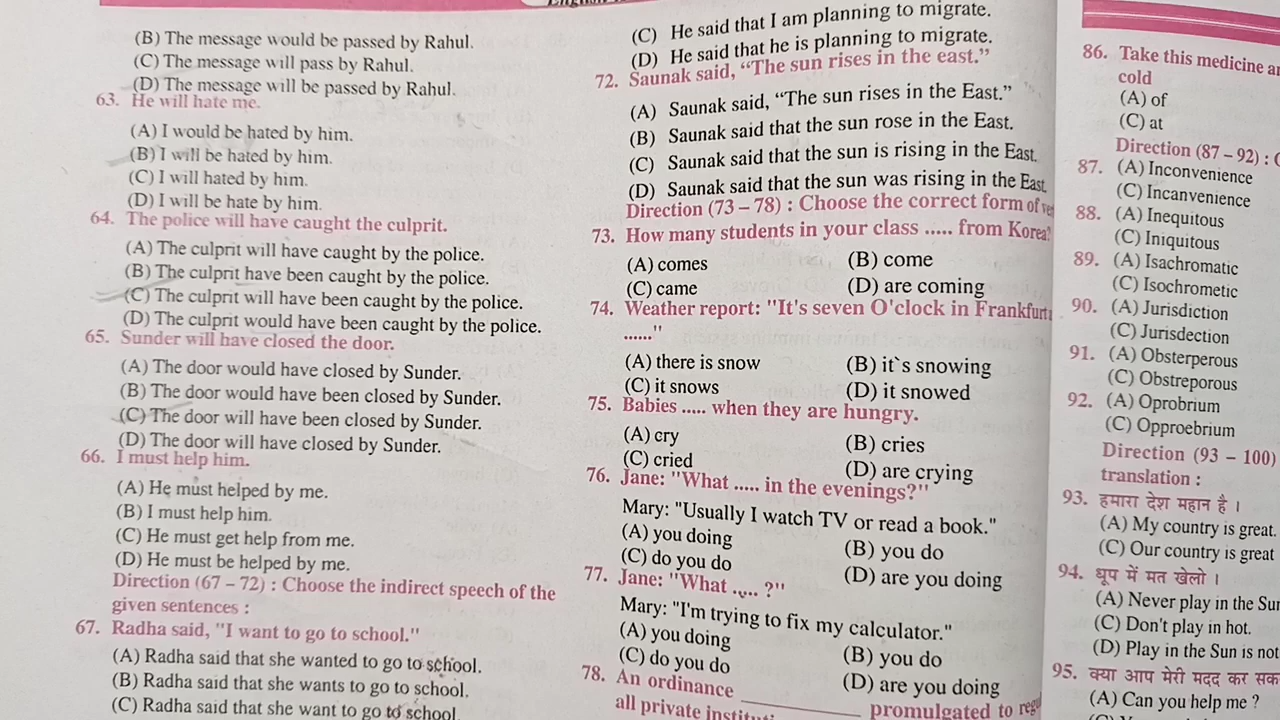 (B) The message would be passed by Rahul.
(C) The message will pass by Rahul.
(D) The message will be passed by Rahul.
63. He will hate me.
(A) I would be hated by him.
(B) I will be hated by him.
(C) I will hated by him.
(D) I will be hate by him.
64. The police will have caught the culprit.
(A) The culprit will have caught by the police.
(B) The culprit have been caught by the police.
(C) The culprit will have been caught by the police.
(D) The culprit would have been caught by the police.
65. Sunder will have closed the door.
(A) The door would have closed by Sunder.
(B) The door would have been closed by Sunder.
(C) The door will have been closed by Sunder.
(D) The door will have closed by Sunder.
66. I must help him.
(A) He must helped by me.
(B) I must help him.
(C) He must get help from me.
(D) He must be helped by me.
Direction (67 – 72) : Choose the indirect speech of the
given sentences :
67. Radha said, "I want to go to school."
(A) Radha said that she wanted to go to school.
(B) Radha said that she wants to go to school.
(C) Radha said that she want to go to school.
(C) He said that I am planning to migrate.
(D) He said that he is planning to migrate.
72. Saunak said, “The sun rises in the east.”
(A) Saunak said, “The sun rises in the East.”
(B) Saunak said that the sun rose in the East.
(C) Saunak said that the sun is rising in the East.
(D) Saunak said that the sun was rising in the East
Direction (73 – 78) : Choose the correct form of
73. How many students in your class ..... from Korea?
(A) comes (B) come
(C) came (D) are coming
74. Weather report: "It's seven O'clock in Frankfurt
......"
(A) there is snow (B) it`s snowing
(C) it snows (D) it snowed
75. Babies ..... when they are hungry.
(A) cry (B) cries
(C) cried (D) are crying
76. Jane: "What ..... in the evenings?"
Mary: "Usually I watch TV or read a book."
(A) you doing (B) you do
(C) do you do (D) are you doing
77. Jane: "What ..... ?"
Mary: "I'm trying to fix my calculator."
(A) you doing (B) you do
(C) do you do (D) are you doing
78. An ordinance __________ promulgated to
all private
86. Take this medicine
cold
(A) of
(C) at
Direction (87 – 92) :
87. (A) Inconvenience
(C) Incanvenience
88. (A) Inequitous
(C) Iniquitous
89. (A) Isachromatic
(C) Isochrometic
90. (A) Jurisdiction
(C) Jurisdection
91. (A) Obsterperous
(C) Obstreporous
92. (A) Oprobrium
(C) Opproebrium
Direction (93 – 100)
translation :
93. हमारा देश महान है ।
(A) My country is great.
(C) Our country is great
94. धूप में मत खेलो ।
(A) Never play in the Sun
(C) Don't play in hot.
(D) Play in the Sun is not
95. क्या आप मेरी मदद कर
(A) Can you help me ?